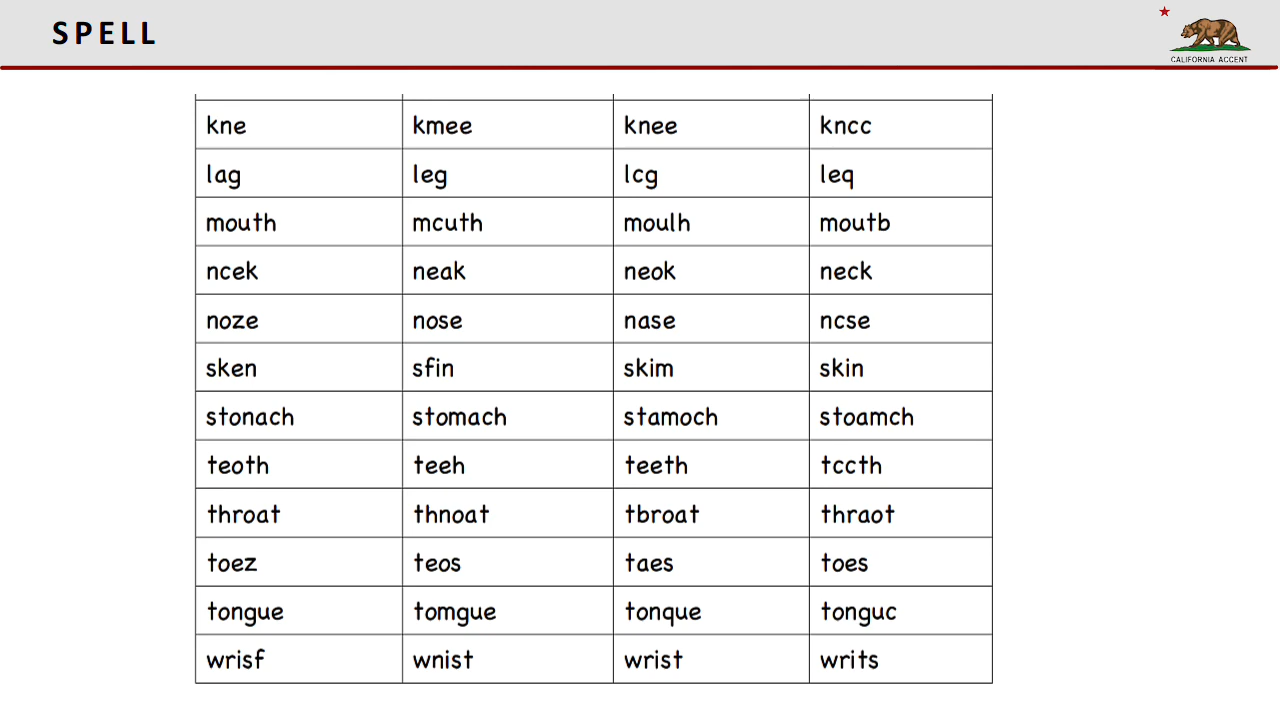 SPELL
CALIFORNIA ACCENT
kne kmee knee kncc
lag leg lcg leq
mouth mcuth moulh moutb
ncek neak neok neck
noze nose nase ncse
sken sfin skim skin
stonach stomach stamoch stoamch
teoth teeh teeth tccth
throat thnoat tbroat thraot
toez teos taes toes
tongue tomgue tonque tonguc
wrisf wnist wrist writs